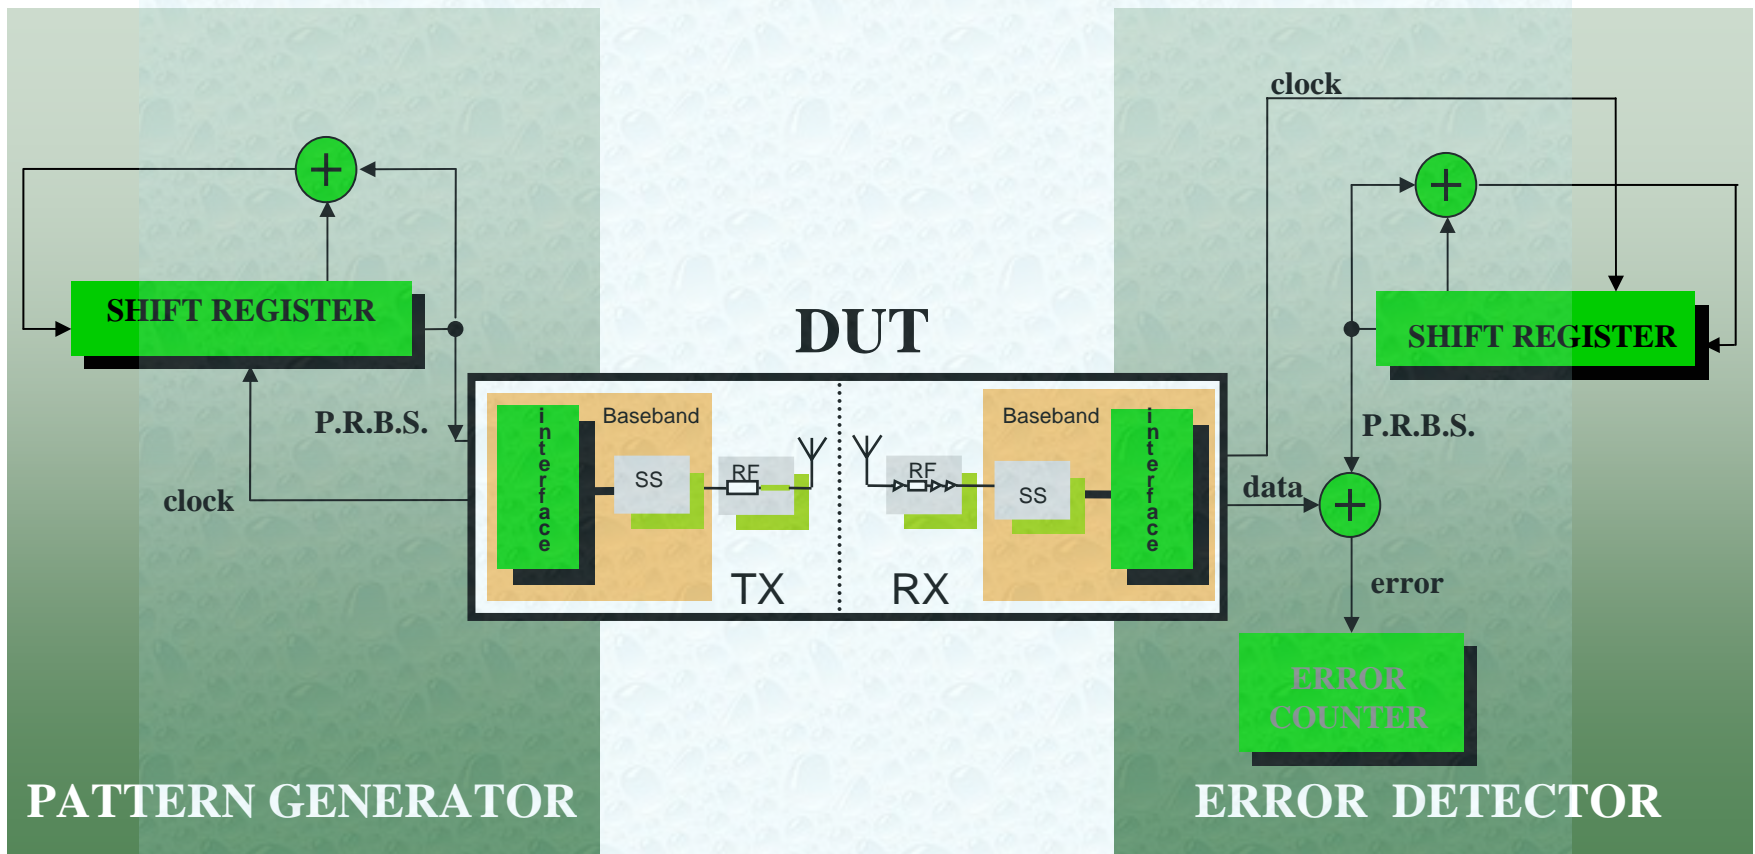 clock
+
+
SHIFT REGISTER
SHIFT REGISTER
DUT
P.R.B.S.
P.R.B.S.
interface
Baseband
Baseband
interface
SS
RF
RF
SS
clock
data
+
TX
RX
error
ERROR
COUNTER
PATTERN GENERATOR
ERROR DETECTOR